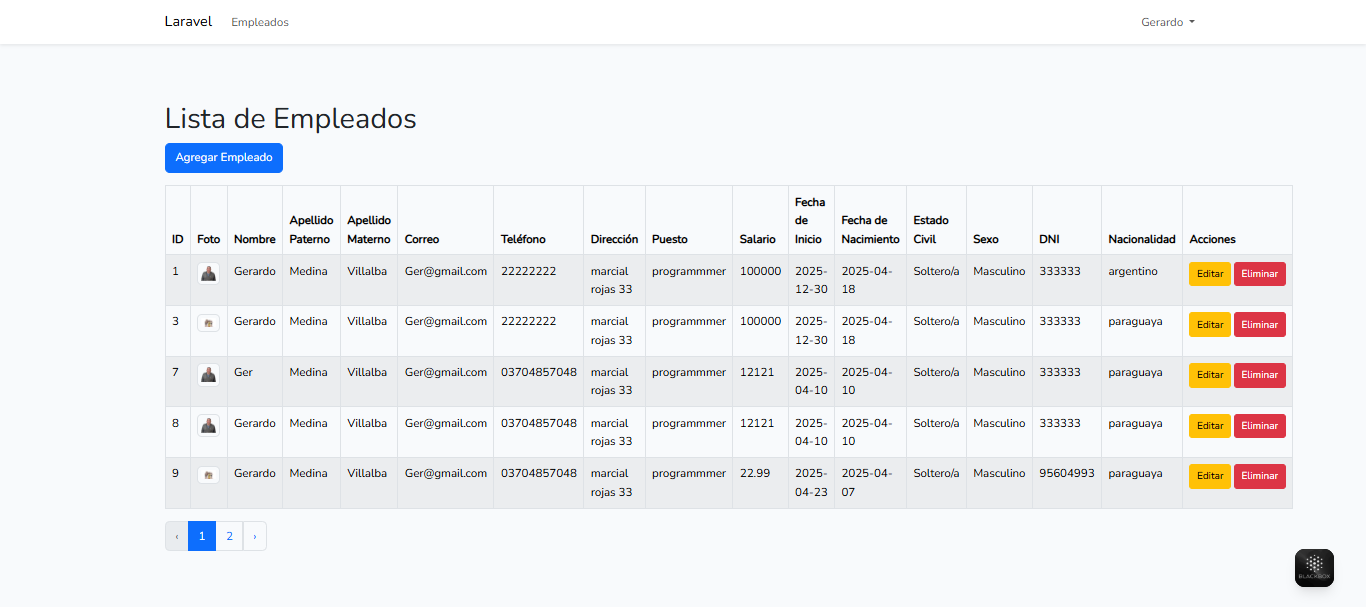 Laravel Empleados Gerardo
Lista de Empleados
Agregar Empleado
ID Foto Nombre Apellido Paterno Apellido Materno Correo Teléfono Dirección Puesto Salario Fecha de Inicio Fecha de Nacimiento Estado Civil Sexo DNI Nacionalidad Acciones
1 Gerardo Medina Villalba Ger@gmail.com 22222222 marcial rojas 33 programmmer 100000 2025-12-30 2025-04-18 Soltero/a Masculino 333333 argentino Editar Eliminar
3 Gerardo Medina Villalba Ger@gmail.com 22222222 marcial rojas 33 programmmer 100000 2025-12-30 2025-04-18 Soltero/a Masculino 333333 paraguaya Editar Eliminar
7 Ger Medina Villalba Ger@gmail.com 03704857048 marcial rojas 33 programmmer 12121 2025-04-10 2025-04-10 Soltero/a Masculino 333333 paraguaya Editar Eliminar
8 Gerardo Medina Villalba Ger@gmail.com 03704857048 marcial rojas 33 programmmer 12121 2025-04-10 2025-04-10 Soltero/a Masculino 333333 paraguaya Editar Eliminar
9 Gerardo Medina Villalba Ger@gmail.com 03704857048 marcial rojas 33 programmmer 22.99 2025-04-23 2025-04-07 Soltero/a Masculino 95604993 paraguaya Editar Eliminar
‹ 1 2 ›
BLACKBOX